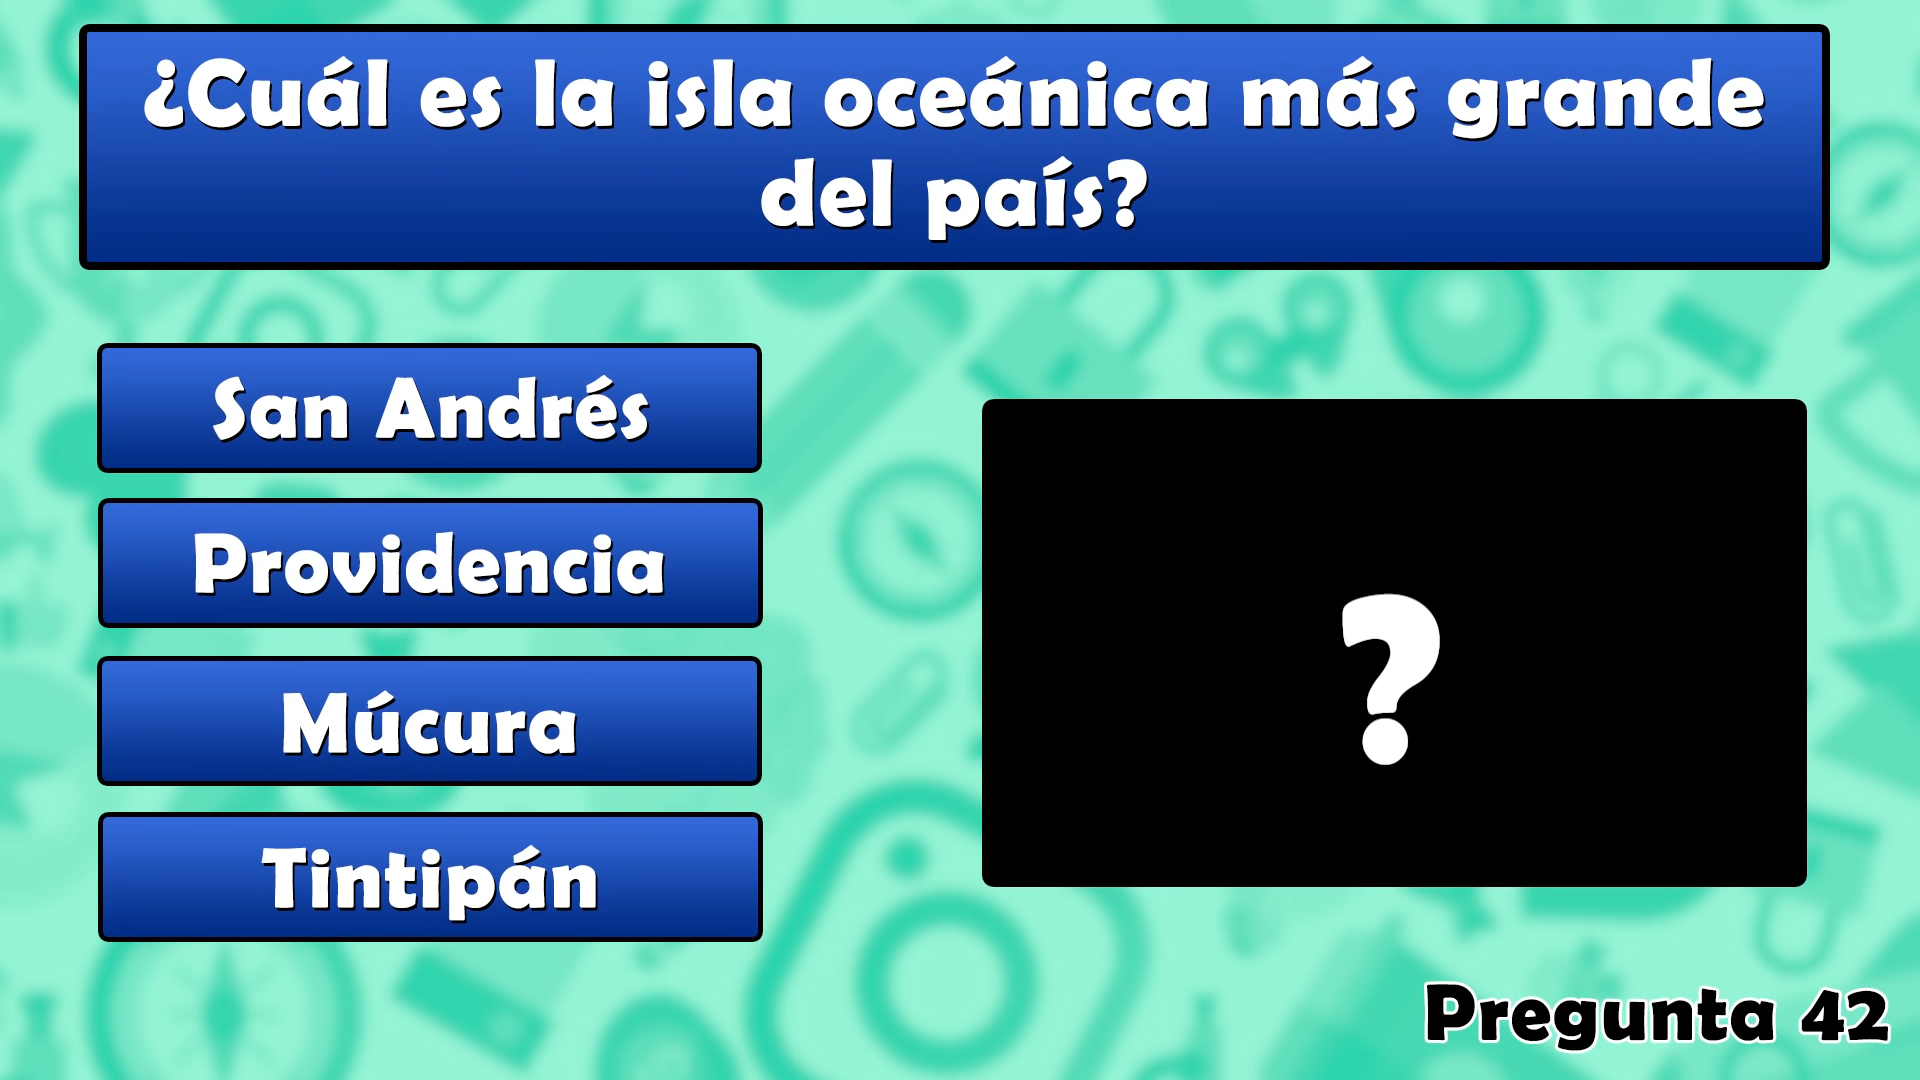 ¿Cuál es la isla oceánica más grande
del país?
San Andrés
Providencia
Múcura
Tintipán
?
Pregunta 42